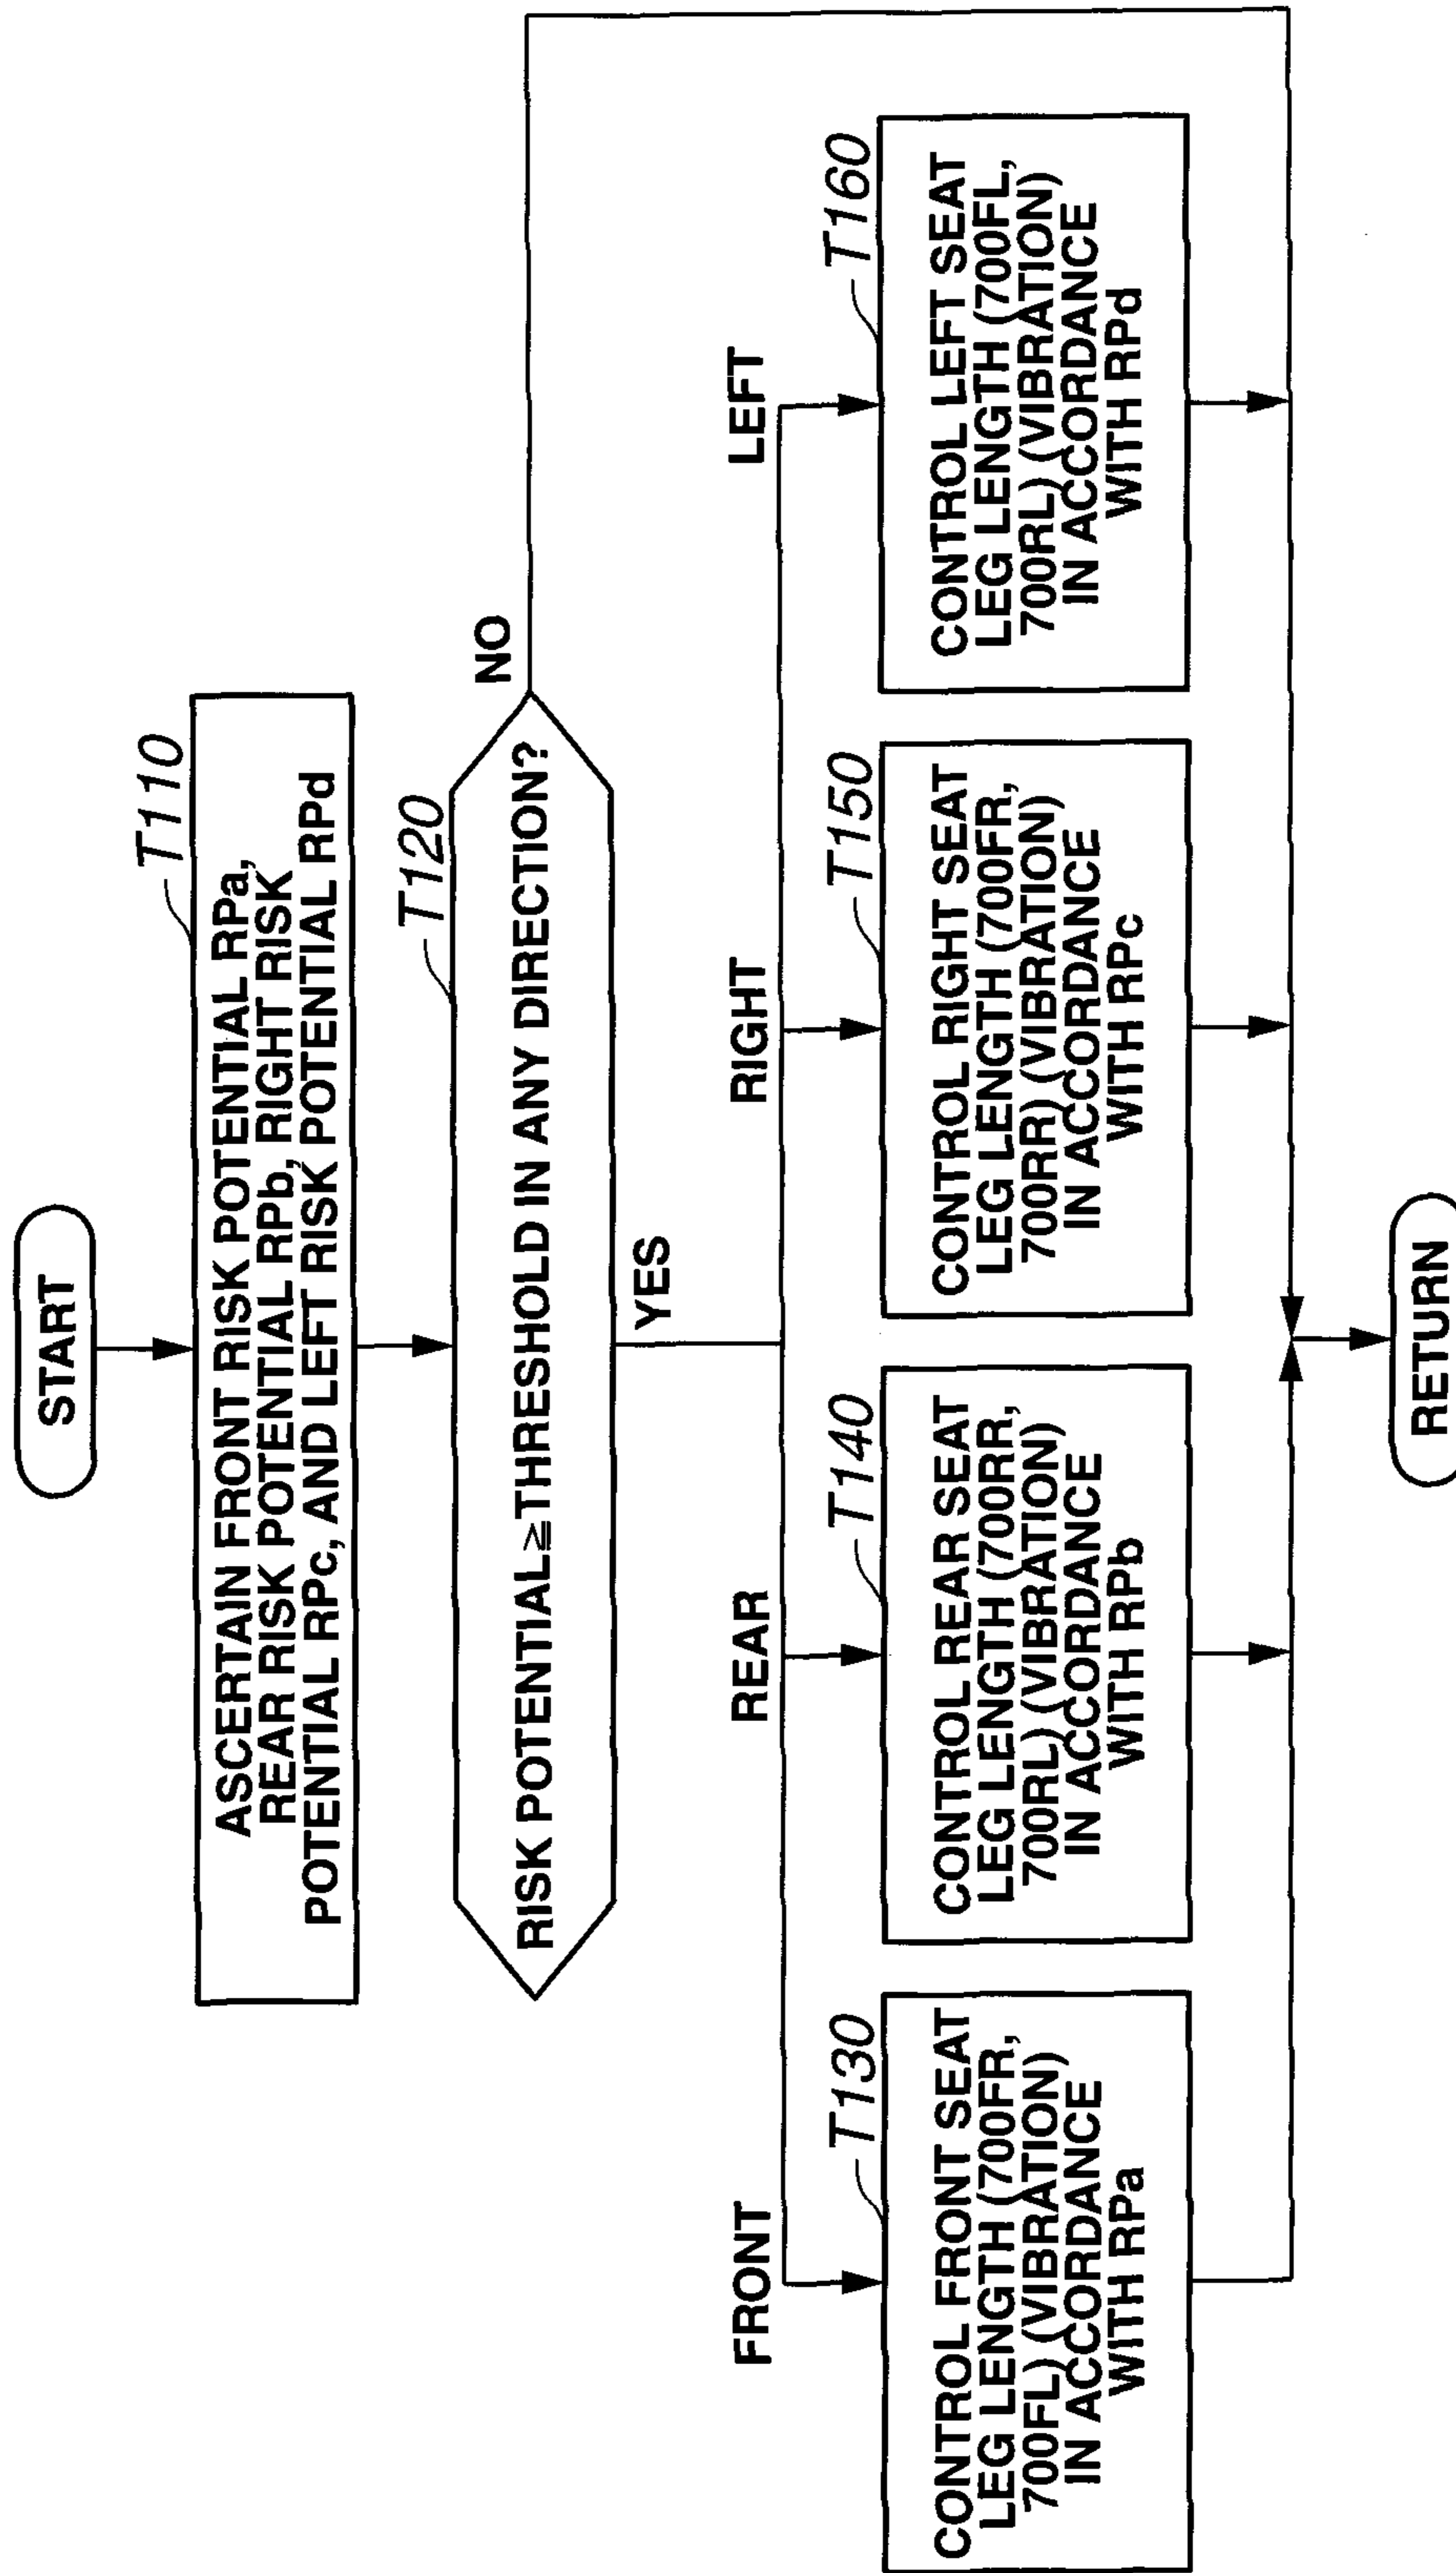 START
T110
ASCERTAIN FRONT RISK POTENTIAL RPa,
REAR RISK POTENTIAL RPb, RIGHT RISK
POTENTIAL RPc, AND LEFT RISK POTENTIAL RPd
T120
RISK POTENTIAL≧THRESHOLD IN ANY DIRECTION?
NO
YES
FRONT
REAR
RIGHT
LEFT
T130
CONTROL FRONT SEAT
LEG LENGTH (700FR,
700FL) (VIBRATION)
IN ACCORDANCE
WITH RPa
T140
CONTROL REAR SEAT
LEG LENGTH (700RR,
700RL) (VIBRATION)
IN ACCORDANCE
WITH RPb
T150
CONTROL RIGHT SEAT
LEG LENGTH (700FR,
700RR) (VIBRATION)
IN ACCORDANCE
WITH RPc
T160
CONTROL LEFT SEAT
LEG LENGTH (700FL,
700RL) (VIBRATION)
IN ACCORDANCE
WITH RPd
RETURN